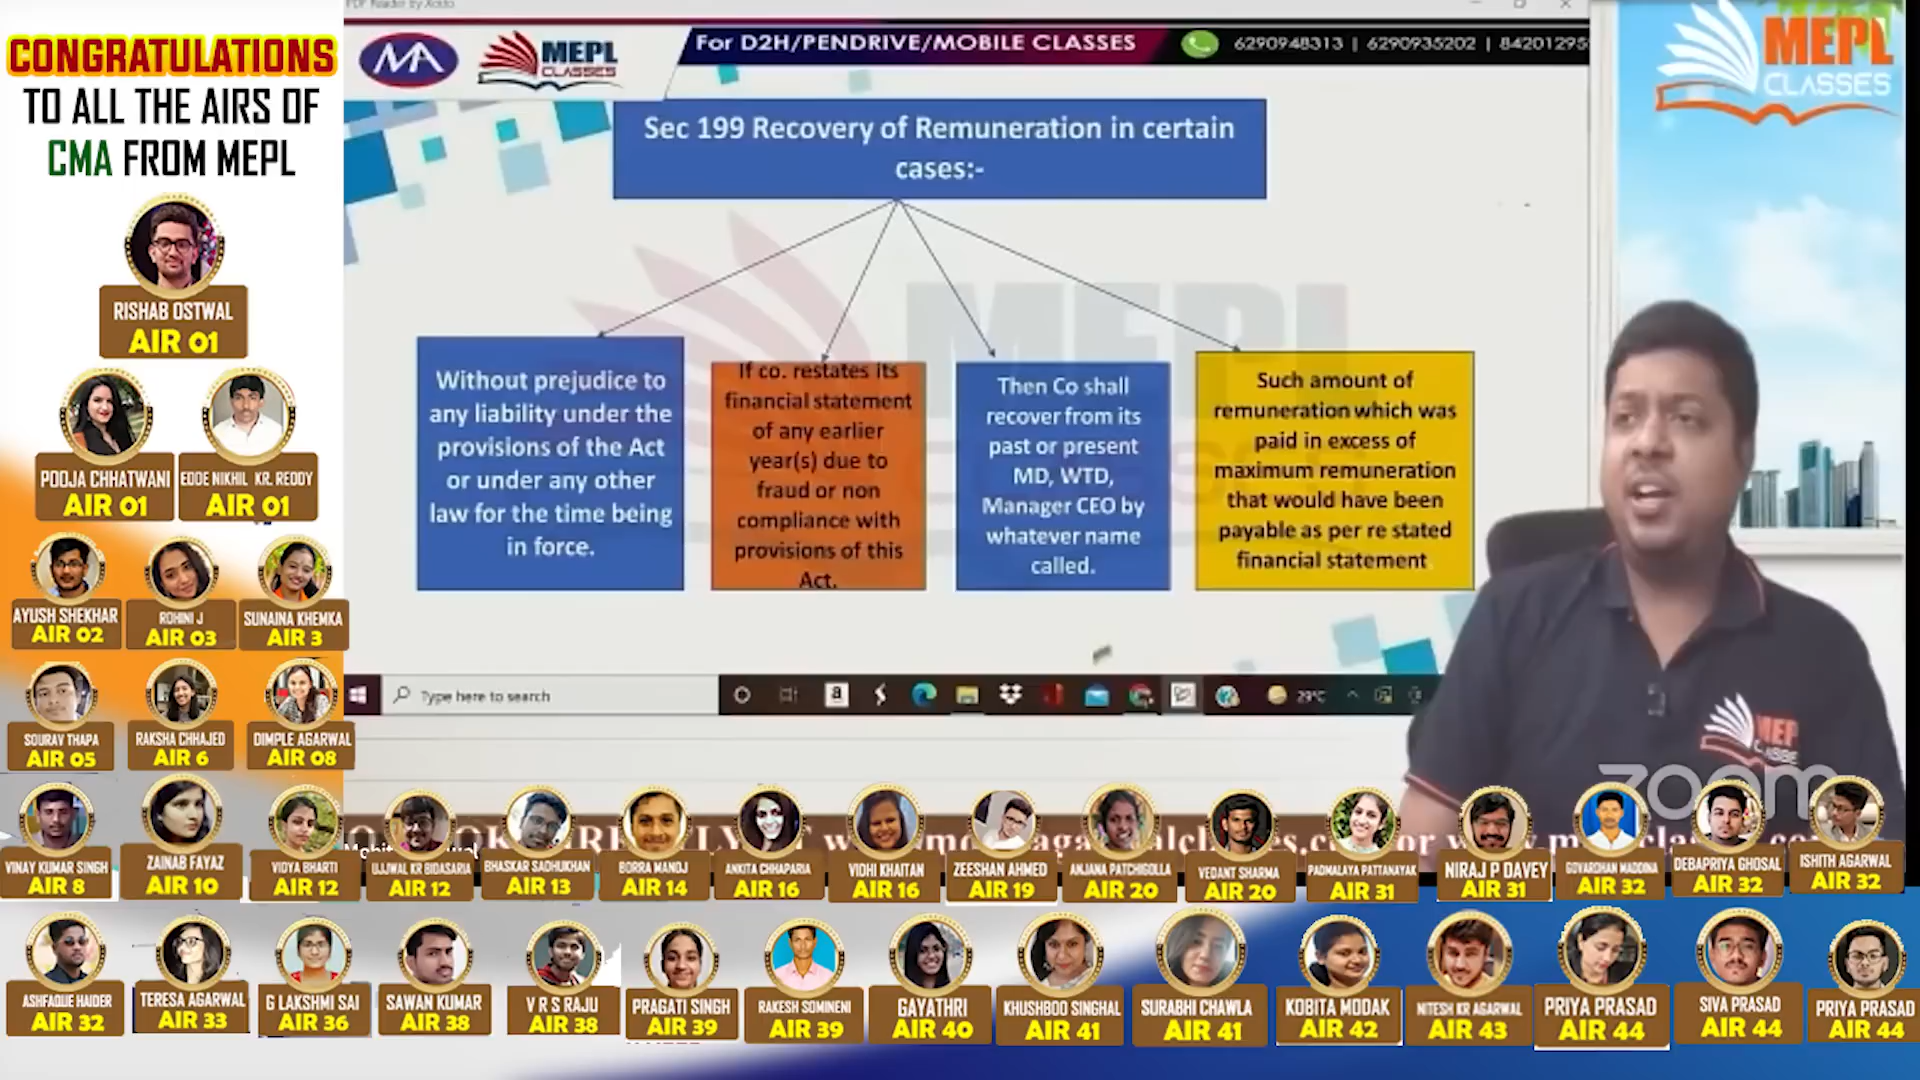 PDF Reader by Xodo
CONGRATULATIONS
TO ALL THE AIRS OF
CMA FROM MEPL
RISHAB OSTWAL
AIR 01
POOJA CHHATWANI
AIR 01
EDDE NIKHIL KR. REDDY
AIR 01
AYUSH SHEKHAR
AIR 02
ROHINI J
AIR 03
SUNAINA KHEMKA
AIR 3
SOURAV THAPA
AIR 05
RAKSHA CHHAJED
AIR 6
DIMPLE AGARWAL
AIR 08
MA
MEPL
CLASSES
For D2H/PENDRIVE/MOBILE CLASSES
6290948313 | 6290935202 | 84201295
MEPL
CLASSES
Sec 199 Recovery of Remuneration in certain
cases:-
Without prejudice to
any liability under the
provisions of the Act
or under any other
law for the time being
in force.
If co. restates its
financial statement
of any earlier
year(s) due to
fraud or non
compliance with
provisions of this
Act.
Then Co shall
recover from its
past or present
MD, WTD,
Manager CEO by
whatever name
called.
Such amount of
remuneration which was
paid in excess of
maximum remuneration
that would have been
payable as per re stated
financial statement
MEPL
Type here to search
29°C
MEPL
CLASSES
zoom
VINAY KUMAR SINGH
AIR 8
ZAINAB FAYAZ
AIR 10
VIDYA BHARTI
AIR 12
UJJWAL KR BIDASARIA
AIR 12
BHASKAR SADHUKHAN
AIR 13
BORRA MANOJ
AIR 14
ANKITA CHHAPARIA
AIR 16
VIDHI KHAITAN
AIR 16
ZEESHAN AHMED
AIR 19
ANJANA PATCHIGOLLA
AIR 20
VEDANT SHARMA
AIR 20
PADMALAYA PATTANAYAK
AIR 31
NIRAJ P DAVEY
AIR 31
GOVARDHAN MADDINA
AIR 32
DEBAPRIYA GHOSAL
AIR 32
ISHITH AGARWAL
AIR 32
ASHFAQUE HAIDER
AIR 32
TERESA AGARWAL
AIR 33
G LAKSHMI SAI
AIR 36
SAWAN KUMAR
AIR 38
V R S RAJU
AIR 38
PRAGATI SINGH
AIR 39
RAKESH SOMINENI
AIR 39
GAYATHRI
AIR 40
KHUSHBOO SINGHAL
AIR 41
SURABHI CHAWLA
AIR 41
KOBITA MODAK
AIR 42
NITESH KR AGARWAL
AIR 43
PRIYA PRASAD
AIR 44
SIVA PRASAD
AIR 44
PRIYA PRASAD
AIR 44